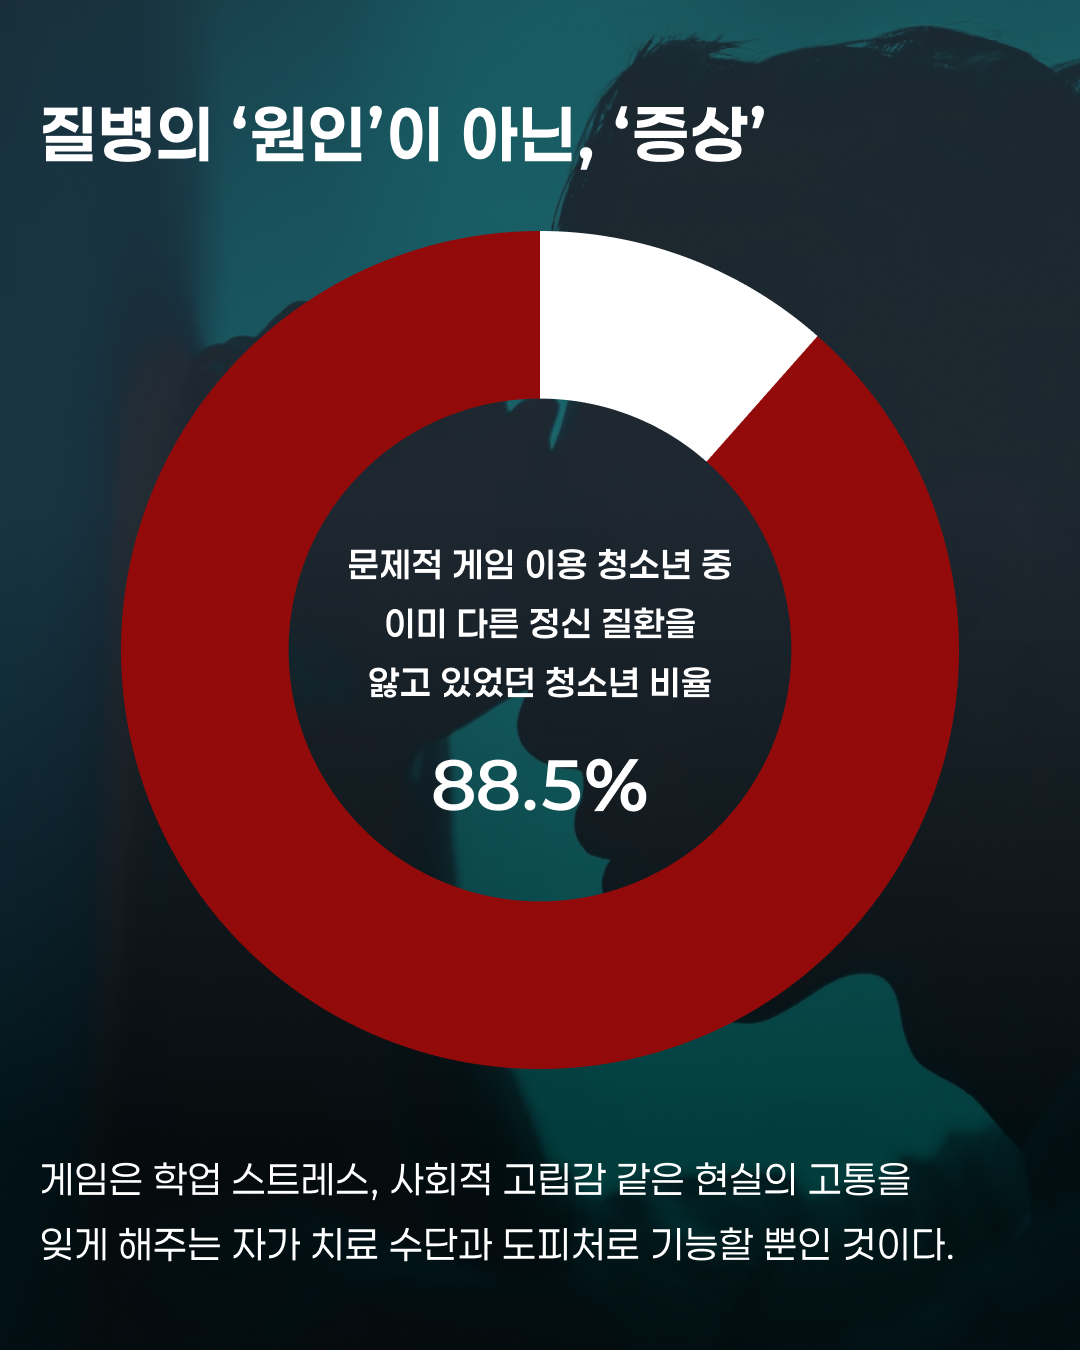 질병의 ‘원인’이 아닌, ‘증상’
문제적 게임 이용 청소년 중
이미 다른 정신 질환을
앓고 있었던 청소년 비율
88.5%
게임은 학업 스트레스, 사회적 고립감 같은 현실의 고통을
잊게 해주는 자가 치료 수단과 도피처로 기능할 뿐인 것이다.